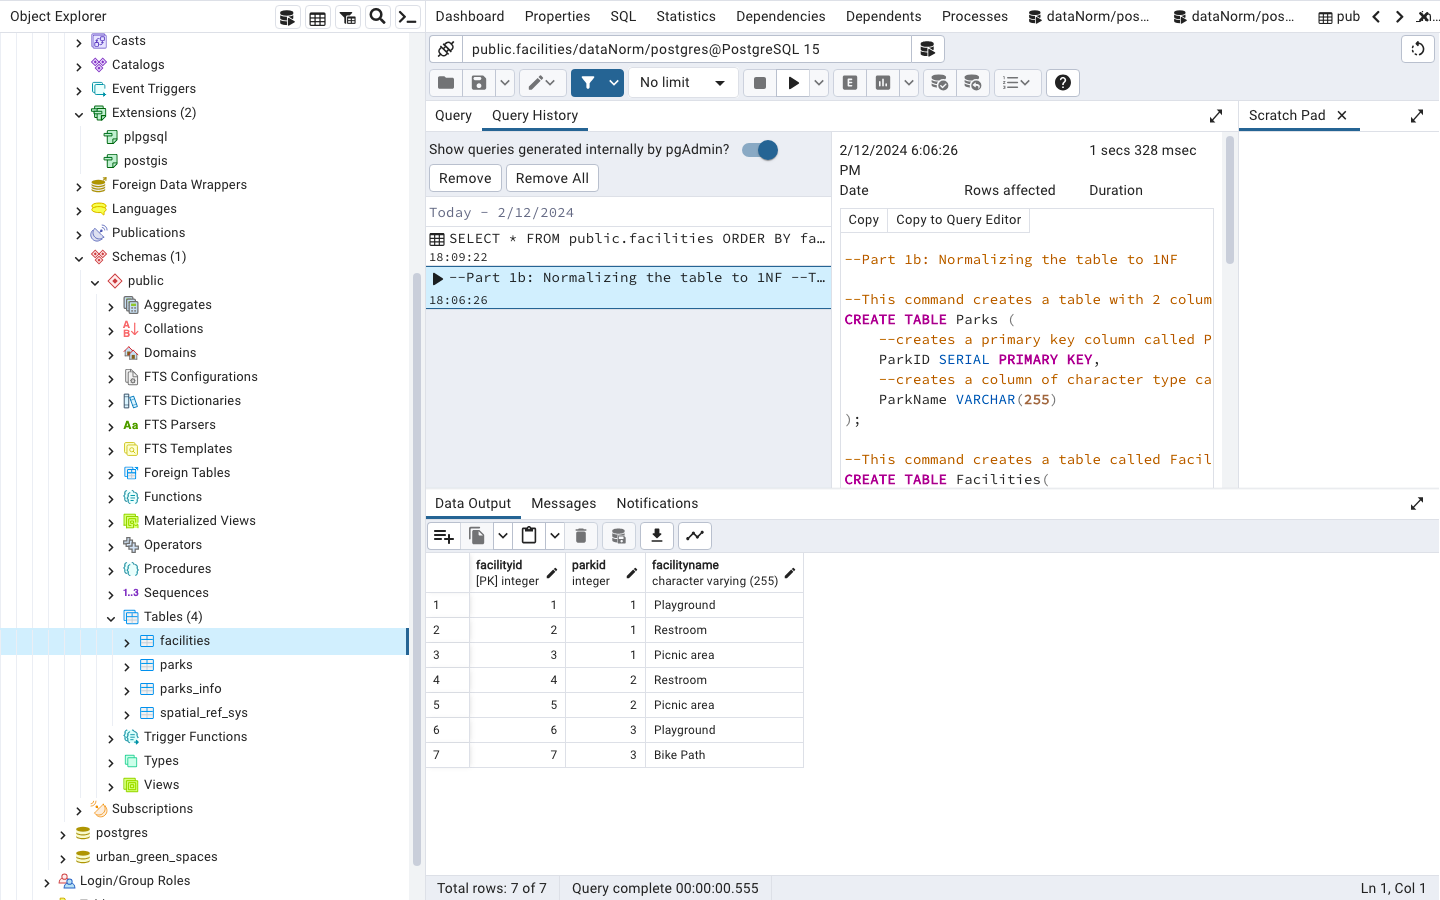 Object Explorer
Casts
Catalogs
Event Triggers
Extensions (2)
plpgsql
postgis
Foreign Data Wrappers
Languages
Publications
Schemas (1)
public
Aggregates
Collations
Domains
FTS Configurations
FTS Dictionaries
FTS Parsers
FTS Templates
Foreign Tables
Functions
Materialized Views
Operators
Procedures
1..3 Sequences
Tables (4)
facilities
parks
parks_info
spatial_ref_sys
Trigger Functions
Types
Views
Subscriptions
postgres
urban_green_spaces
Login/Group Roles
Dashboard Properties SQL Statistics Dependencies Dependents Processes dataNorm/pos... dataNorm/pos... pub
public.facilities/dataNorm/postgres@PostgreSQL 15
No limit
Query Query History
Scratch Pad
Show queries generated internally by pgAdmin?
Remove Remove All
Today - 2/12/2024
SELECT * FROM public.facilities ORDER BY fa...
18:09:22
--Part 1b: Normalizing the table to 1NF --T...
18:06:26
2/12/2024 6:06:26 PM
1 secs 328 msec
Date Rows affected Duration
Copy Copy to Query Editor
--Part 1b: Normalizing the table to 1NF
--This command creates a table with 2 colum
CREATE TABLE Parks (
--creates a primary key column called P
ParkID SERIAL PRIMARY KEY,
--creates a column of character type ca
ParkName VARCHAR(255)
);
--This command creates a table called Facil
CREATE TABLE Facilities(
Data Output Messages Notifications
facilityid parkid facilityname
[PK] integer integer character varying (255)
1 1 1 Playground
2 2 1 Restroom
3 3 1 Picnic area
4 4 2 Restroom
5 5 2 Picnic area
6 6 3 Playground
7 7 3 Bike Path
Total rows: 7 of 7 Query complete 00:00:00.555 Ln 1, Col 1